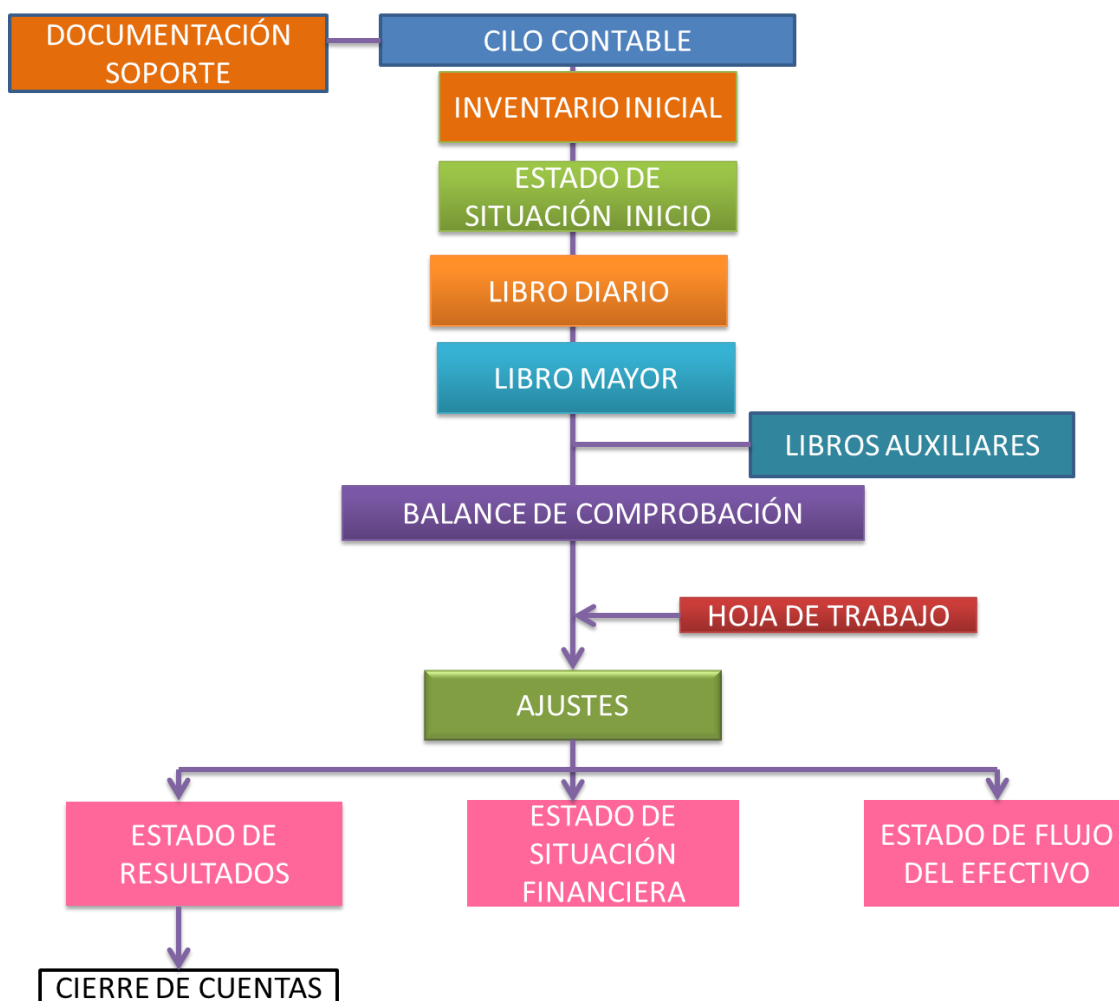 DOCUMENTACIÓN
SOPORTE
CILO CONTABLE
INVENTARIO INICIAL
ESTADO DE
SITUACIÓN INICIO
LIBRO DIARIO
LIBRO MAYOR
LIBROS AUXILIARES
BALANCE DE COMPROBACIÓN
HOJA DE TRABAJO
AJUSTES
ESTADO DE
RESULTADOS
ESTADO DE
SITUACIÓN
FINANCIERA
ESTADO DE FLUJO
DEL EFECTIVO
CIERRE DE CUENTAS